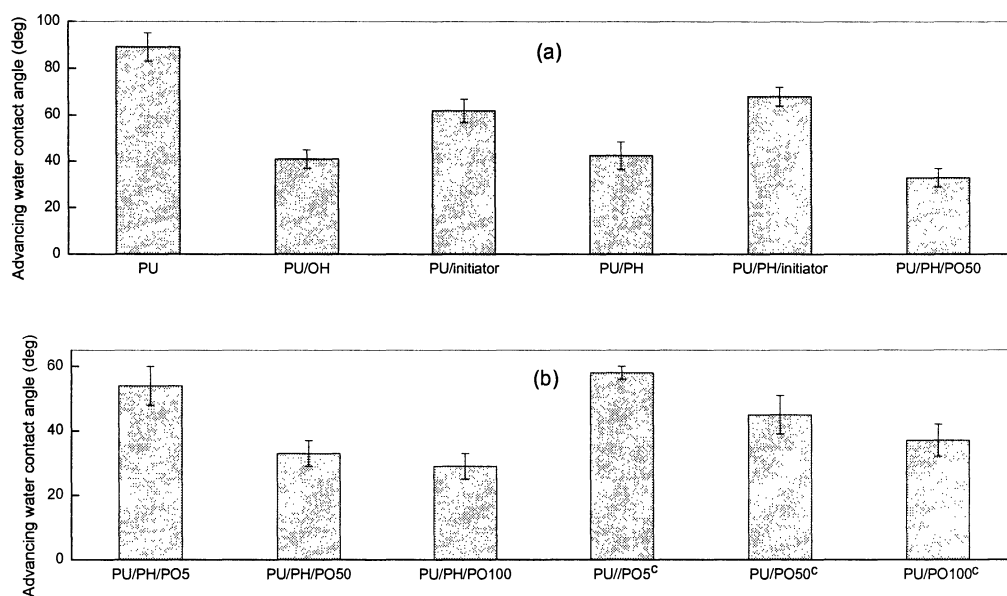 Advancing water contact angle (deg)
100
80
60
40
20
0
(a)
PU PU/OH PU/initiator PU/PH PU/PH/initiator PU/PH/PO50
Advancing water contact angle (deg)
60
40
20
0
(b)
PU/PH/PO5 PU/PH/PO50 PU/PH/PO100 PU//PO5ᶜ PU/PO50ᶜ PU/PO100ᶜ